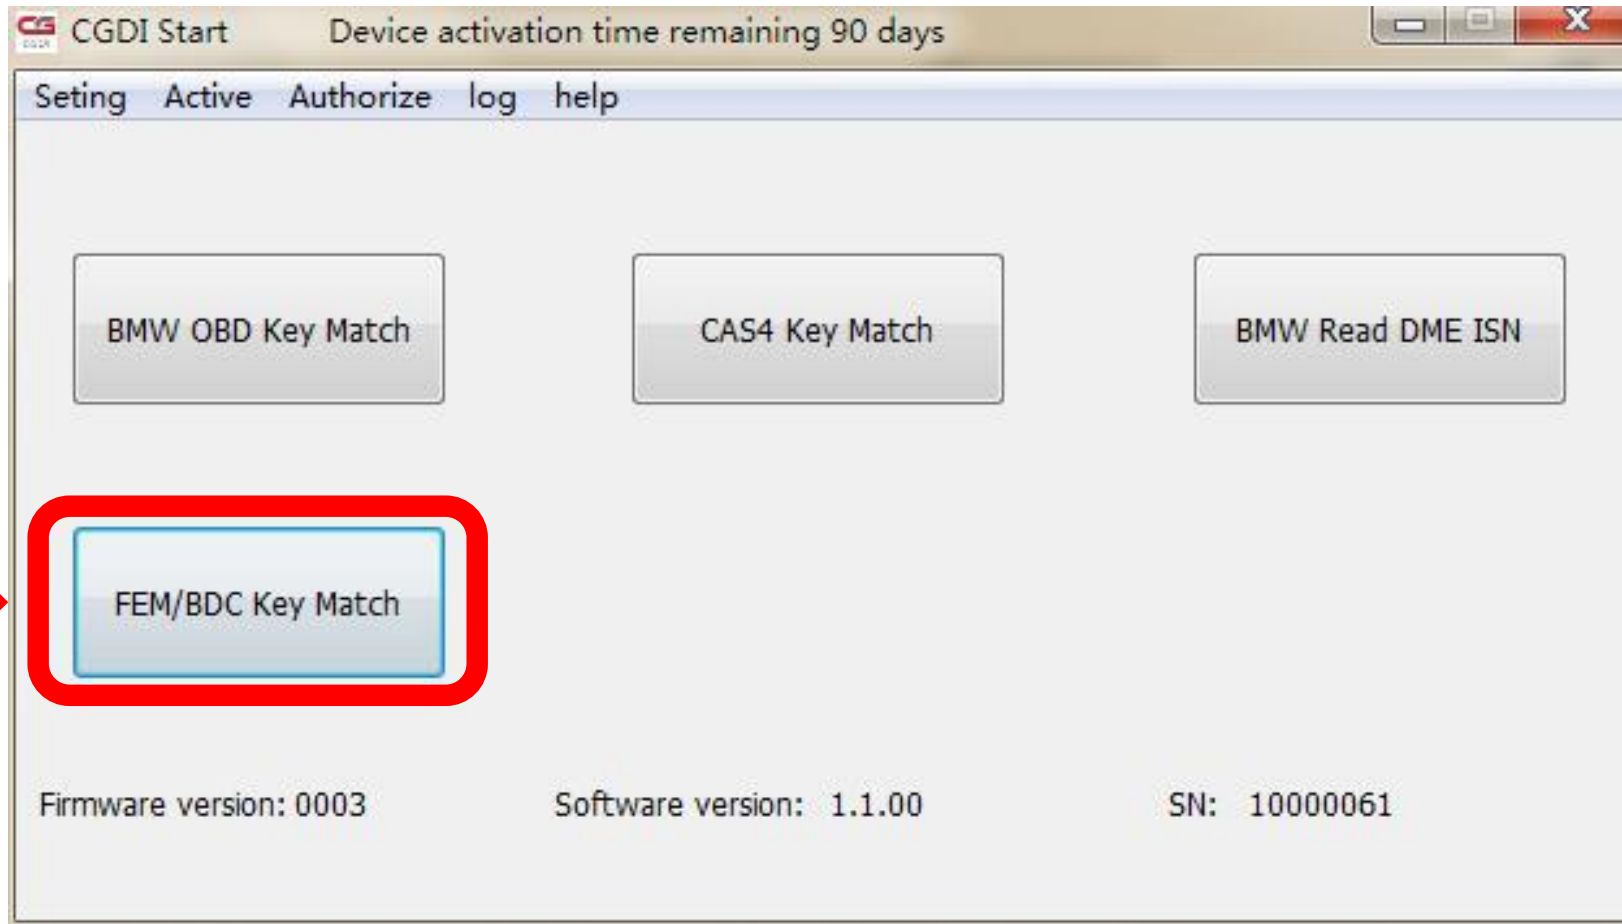 CG CGDI Start Device activation time remaining 90 days
Seting Active Authorize log help
BMW OBD Key Match CAS4 Key Match BMW Read DME ISN
FEM/BDC Key Match
Firmware version: 0003 Software version: 1.1.00 SN: 10000061